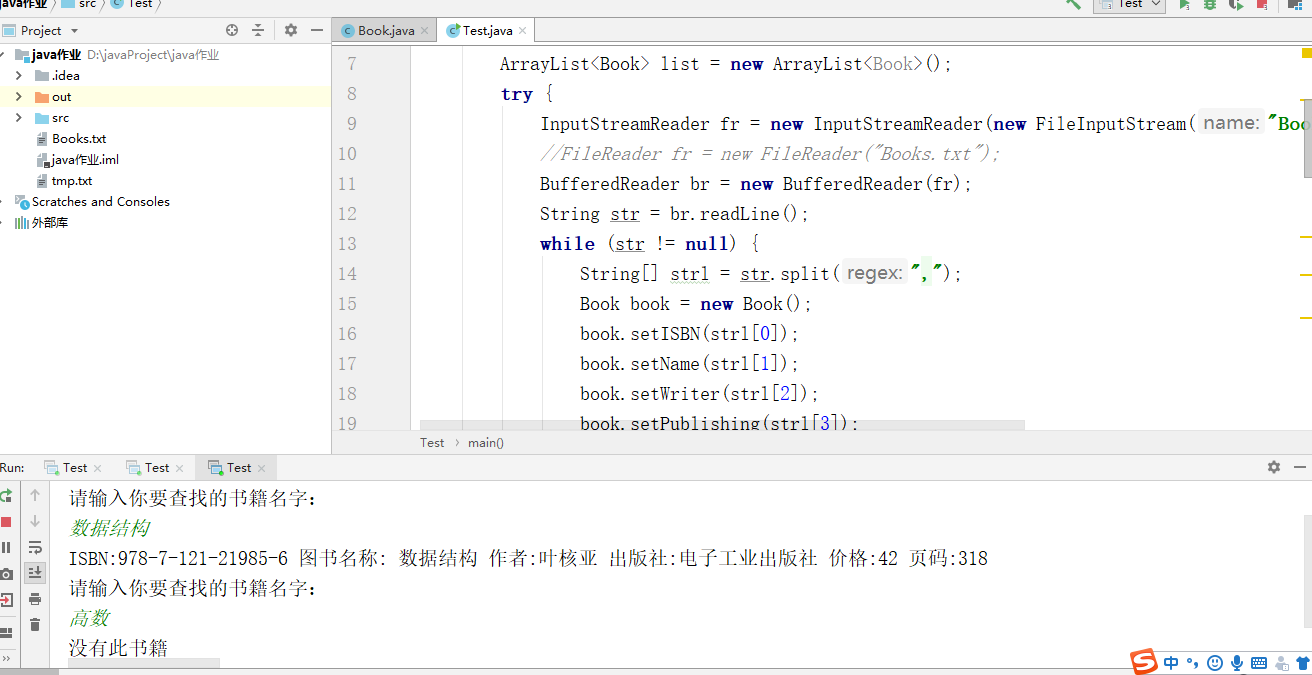 java作业 src Test
Test
Project
Book.java Test.java
java作业 D:\javaProject\java作业
.idea
out
src
Books.txt
java作业.iml
tmp.txt
Scratches and Consoles
外部库
7 ArrayList<Book> list = new ArrayList<Book>();
8 try {
9 InputStreamReader fr = new InputStreamReader(new FileInputStream( name: "Boo
10 //FileReader fr = new FileReader("Books.txt");
11 BufferedReader br = new BufferedReader(fr);
12 String str = br.readLine();
13 while (str != null) {
14 String[] strl = str.split( regex: ",");
15 Book book = new Book();
16 book.setISBN(strl[0]);
17 book.setName(strl[1]);
18 book.setWriter(strl[2]);
19 book.setPublishing(strl[3]);
Test main()
Run: Test Test Test
请输入你要查找的书籍名字:
数据结构
ISBN:978-7-121-21985-6 图书名称: 数据结构 作者:叶核亚 出版社:电子工业出版社 价格:42 页码:318
请输入你要查找的书籍名字:
高数
没有此书籍
S 中